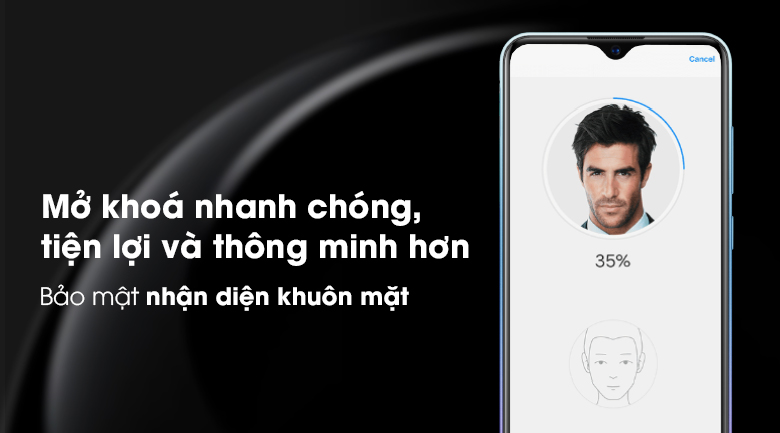 Mở khoá nhanh chóng,
tiện lợi và thông minh hơn
Bảo mật nhận diện khuôn mặt
Cancel
35%